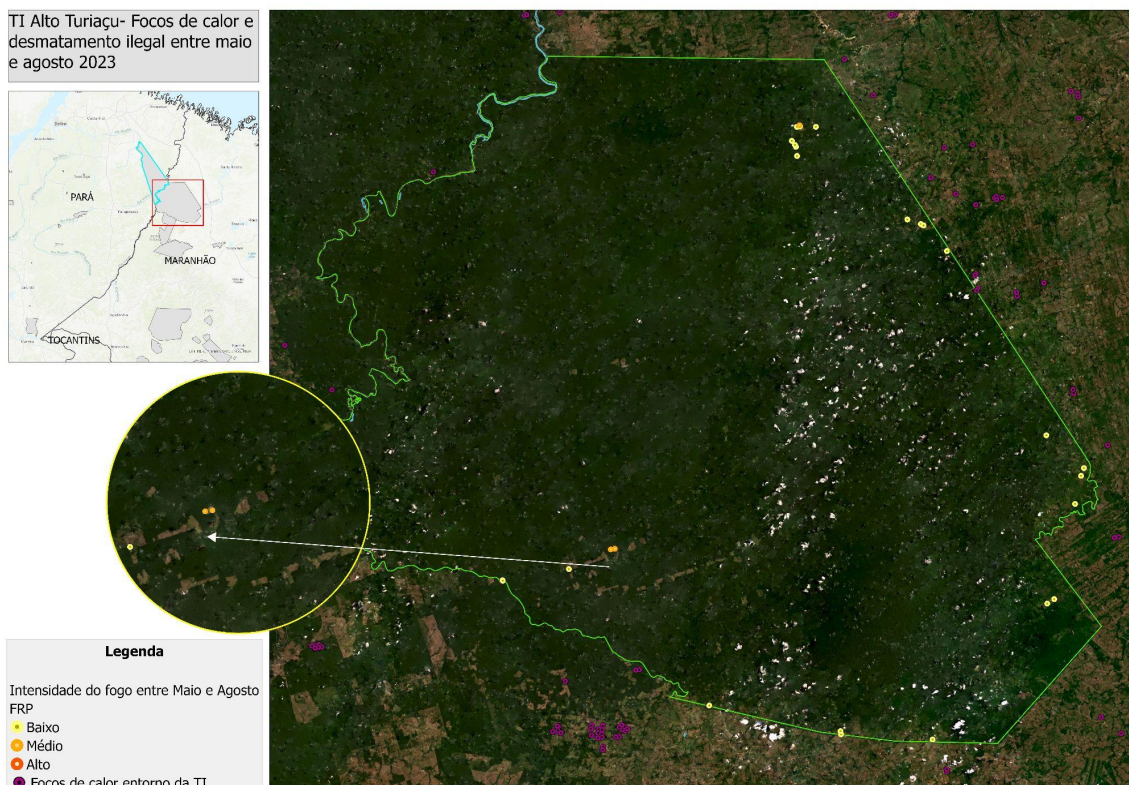 TI Alto Turiaçu- Focos de calor e
desmatamento ilegal entre maio
e agosto 2023
PARÁ
MARANHÃO
TOCANTINS
Legenda
Intensidade do fogo entre Maio e Agosto
FRP
Baixo
Médio
Alto
Focos de calor entorno da TI